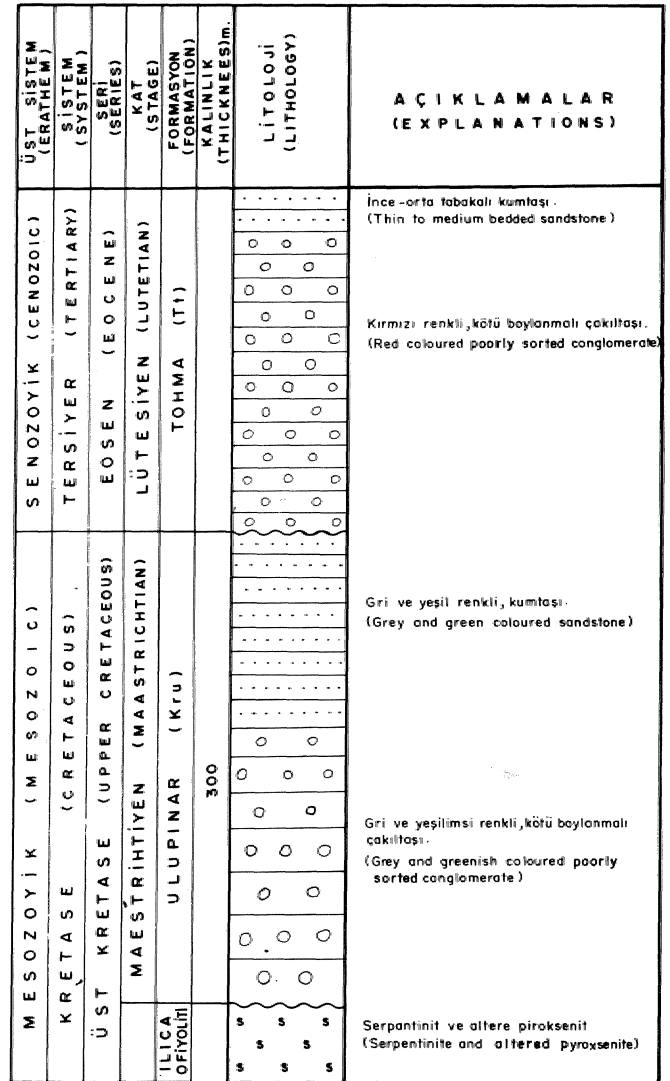 ÜST SİSTEM
(ERATHEM)
SİSTEM
(SYSTEM)
SERİ
(SERIES)
KAT
(STAGE)
FORMASYON
(FORMATION)
KALINLIK
(THICKNEES)m.
LİTOLOJİ
(LITHOLOGY)
AÇIKLAMALAR
(EXPLANATIONS)
SENOZOYİK (CENOZOIC)
TERSİYER (TERTIARY)
EOSEN (EOCENE)
LÜTESİYEN (LUTETIAN)
TOHMA (Tt)
İnce-orta tabakalı kumtaşı.
(Thin to medium bedded sandstone)
Kırmızı renkli,kötü boylanmalı çakıltaşı.
(Red coloured poorly sorted conglomerate)
MESOZOYİK (MESOZOIC)
KRETASE (CRETACEOUS)
ÜST KRETASE (UPPER CRETACEOUS)
MAESTRİHTİYEN (MAASTRICHTIAN)
ULUPINAR (Kru)
300
Gri ve yeşil renkli, kumtaşı.
(Grey and green coloured sandstone)
Gri ve yeşilimsi renkli,kötü boylanmalı
çakıltaşı.
(Grey and greenish coloured poorly
sorted conglomerate)
ILICA
OFİYOLİTİ
s s s
s s
s s s
Serpantinit ve altere piroksenit
(Serpentinite and altered pyroxsenite)